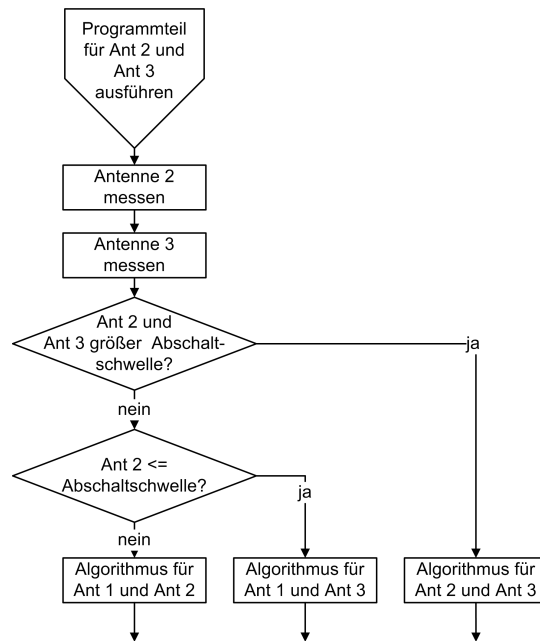 Programmteil
für Ant 2 und
Ant 3
ausführen
Antenne 2
messen
Antenne 3
messen
Ant 2 und
Ant 3 größer Abschalt-
schwelle?
ja
nein
Ant 2 <=
Abschaltschwelle?
ja
nein
Algorithmus für
Ant 1 und Ant 2
Algorithmus für
Ant 1 und Ant 3
Algorithmus für
Ant 2 und Ant 3